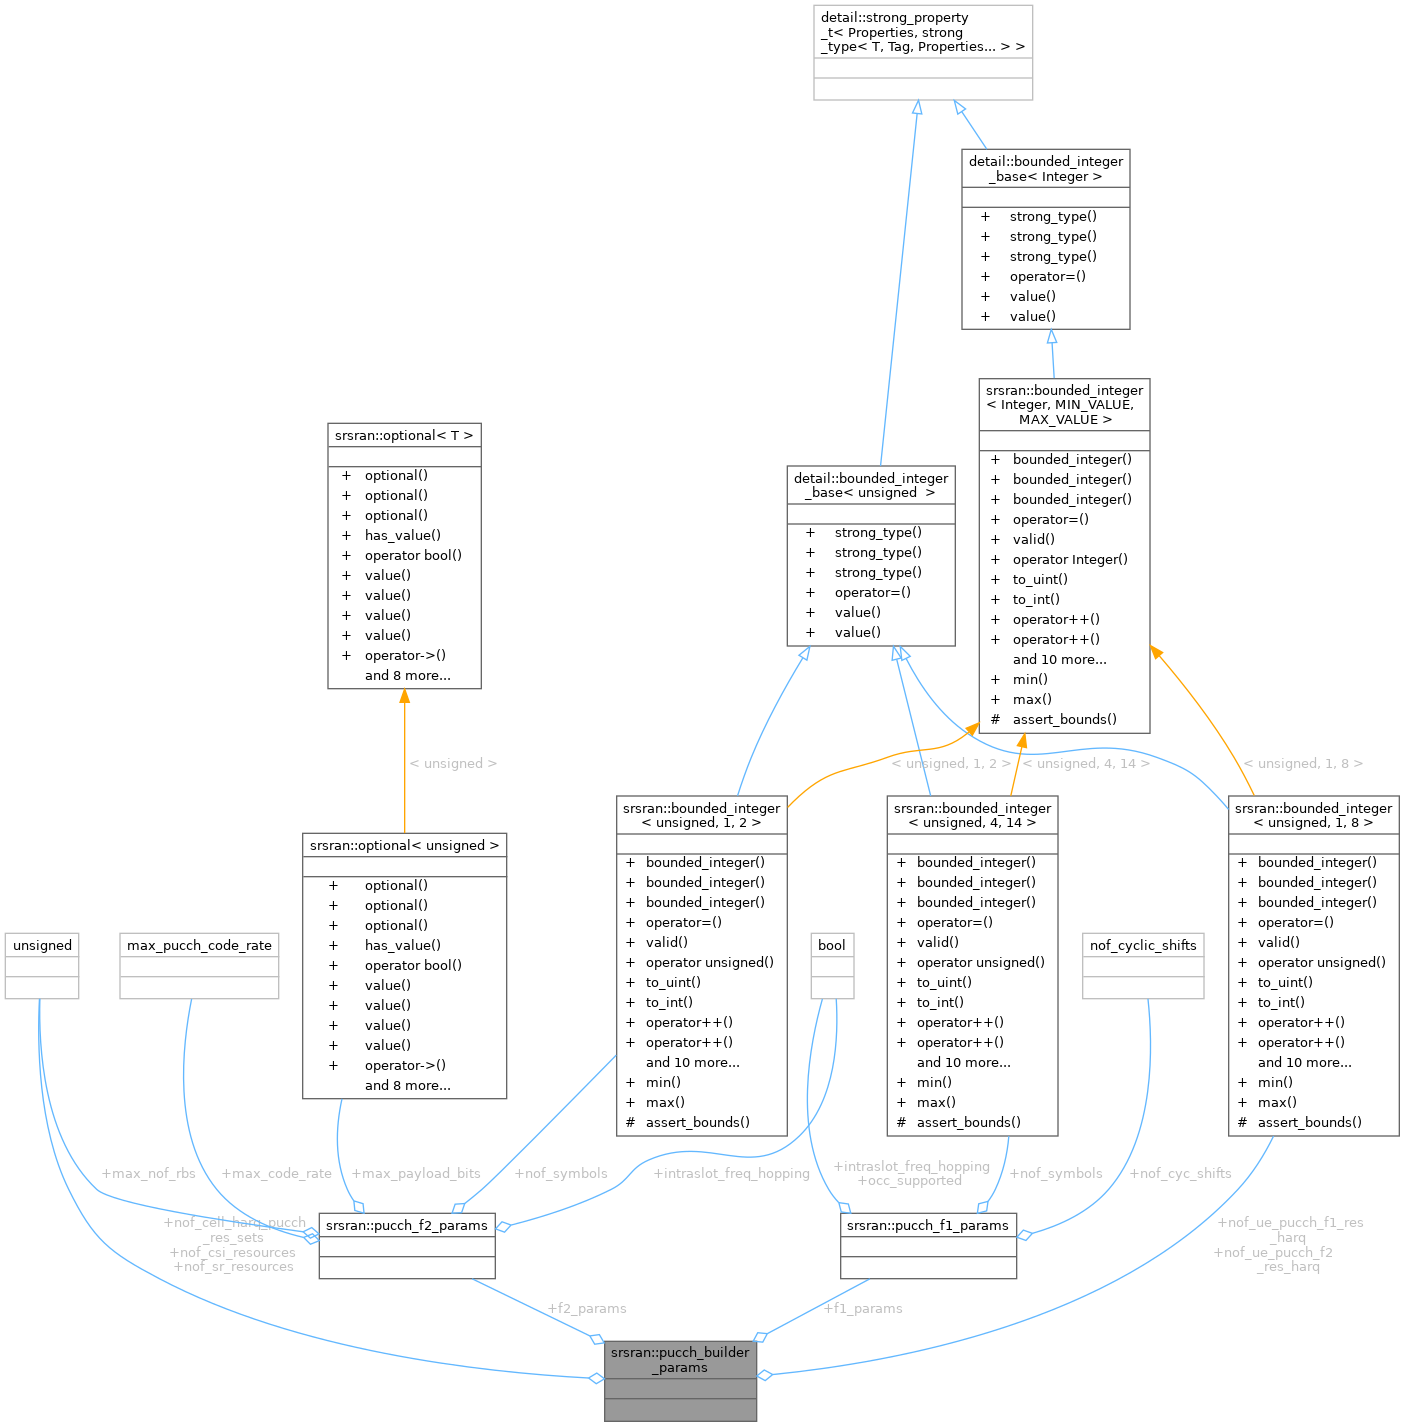 detail::strong_property
_t< Properties, strong
_type< T, Tag, Properties... > >
detail::bounded_integer
_base< Integer >
+ strong_type()
+ strong_type()
+ strong_type()
+ operator=()
+ value()
+ value()
srsran::bounded_integer
< Integer, MIN_VALUE,
MAX_VALUE >
+ bounded_integer()
+ bounded_integer()
+ bounded_integer()
+ operator=()
+ valid()
+ operator Integer()
+ to_uint()
+ to_int()
+ operator++()
+ operator++()
and 10 more...
+ min()
+ max()
# assert_bounds()
srsran::optional< T >
+ optional()
+ optional()
+ optional()
+ has_value()
+ operator bool()
+ value()
+ value()
+ value()
+ value()
+ operator->()
and 8 more...
detail::bounded_integer
_base< unsigned  >
+ strong_type()
+ strong_type()
+ strong_type()
+ operator=()
+ value()
+ value()
< unsigned >
< unsigned, 1, 2 >
< unsigned, 4, 14 >
< unsigned, 1, 8 >
srsran::optional< unsigned >
+ optional()
+ optional()
+ optional()
+ has_value()
+ operator bool()
+ value()
+ value()
+ value()
+ value()
+ operator->()
and 8 more...
srsran::bounded_integer
< unsigned, 1, 2 >
+ bounded_integer()
+ bounded_integer()
+ bounded_integer()
+ operator=()
+ valid()
+ operator unsigned()
+ to_uint()
+ to_int()
+ operator++()
+ operator++()
and 10 more...
+ min()
+ max()
# assert_bounds()
srsran::bounded_integer
< unsigned, 4, 14 >
+ bounded_integer()
+ bounded_integer()
+ bounded_integer()
+ operator=()
+ valid()
+ operator unsigned()
+ to_uint()
+ to_int()
+ operator++()
+ operator++()
and 10 more...
+ min()
+ max()
# assert_bounds()
srsran::bounded_integer
< unsigned, 1, 8 >
+ bounded_integer()
+ bounded_integer()
+ bounded_integer()
+ operator=()
+ valid()
+ operator unsigned()
+ to_uint()
+ to_int()
+ operator++()
+ operator++()
and 10 more...
+ min()
+ max()
# assert_bounds()
unsigned
max_pucch_code_rate
bool
nof_cyclic_shifts
+max_nof_rbs
+max_code_rate
+max_payload_bits
+nof_symbols
+intraslot_freq_hopping
+intraslot_freq_hopping
+occ_supported
+nof_symbols
+nof_cyc_shifts
+nof_cell_harq_pucch
_res_sets
+nof_csi_resources
+nof_sr_resources
srsran::pucch_f2_params
srsran::pucch_f1_params
+nof_ue_pucch_f1_res
_harq
+nof_ue_pucch_f2
_res_harq
+f2_params
+f1_params
srsran::pucch_builder
_params